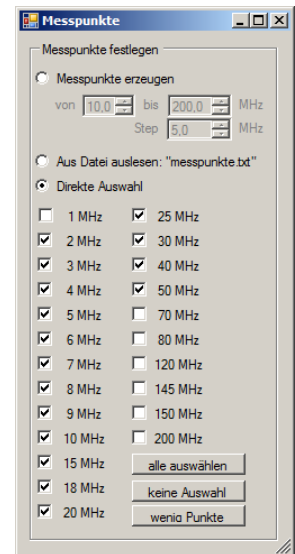 Messpunkte
Messpunkte festlegen
Messpunkte erzeugen
von 10,0 bis 200,0 MHz
Step 5,0 MHz
Aus Datei auslesen: "messpunkte.txt"
Direkte Auswahl
1 MHz 25 MHz
2 MHz 30 MHz
3 MHz 40 MHz
4 MHz 50 MHz
5 MHz 70 MHz
6 MHz 80 MHz
7 MHz 120 MHz
8 MHz 145 MHz
9 MHz 150 MHz
10 MHz 200 MHz
15 MHz alle auswählen
18 MHz keine Auswahl
20 MHz wenig Punkte